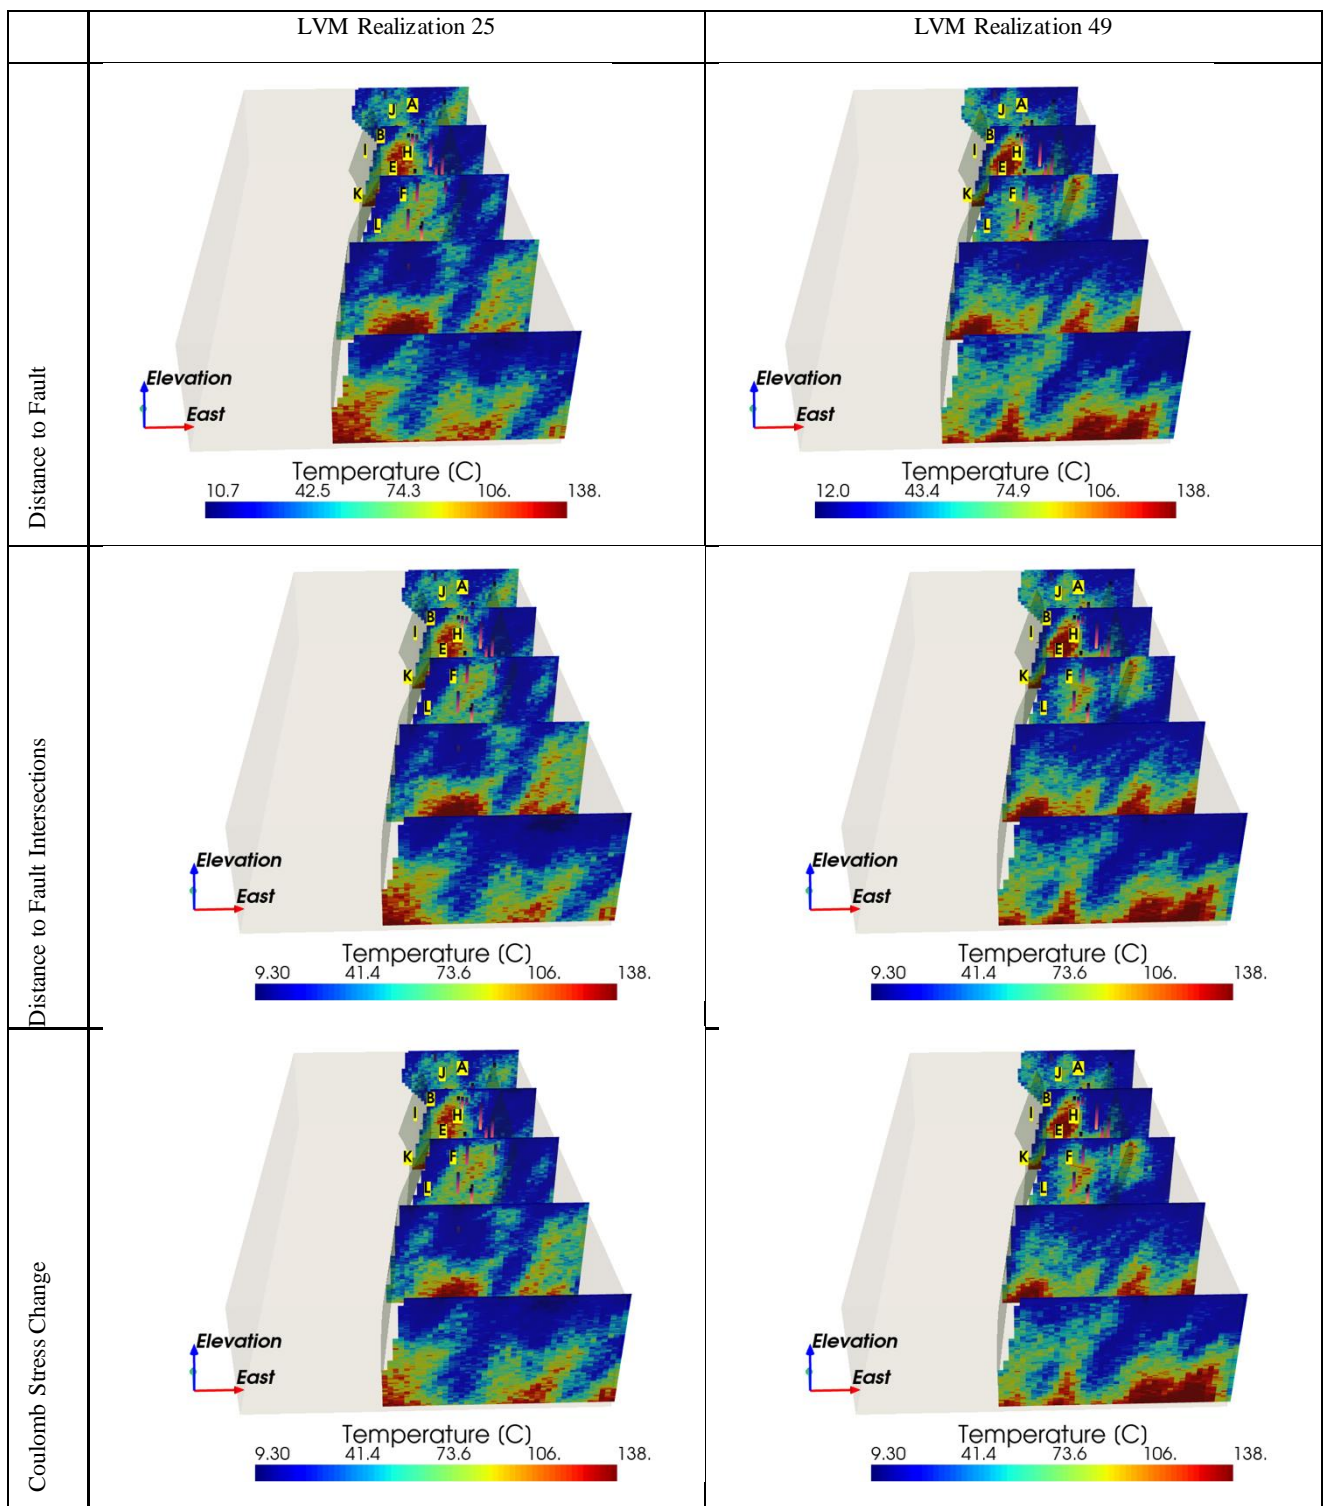 LVM Realization 25
LVM Realization 49
Distance to Fault
J A
B
I H
E
K F
L
Elevation
East
Temperature (C)
10.7 42.5 74.3 106. 138.
J A
B
I H
E
K F
L
Elevation
East
Temperature (C)
12.0 43.4 74.9 106. 138.
Distance to Fault Intersections
J A
B
I H
E
K F
L
Elevation
East
Temperature (C)
9.30 41.4 73.6 106. 138.
J A
B
I H
E
K F
L
Elevation
East
Temperature (C)
9.30 41.4 73.6 106. 138.
Coulomb Stress Change
J A
B
I H
E
K F
L
Elevation
East
Temperature (C)
9.30 41.4 73.6 106. 138.
J A
B
I H
E
K F
L
Elevation
East
Temperature (C)
9.30 41.4 73.6 106. 138.